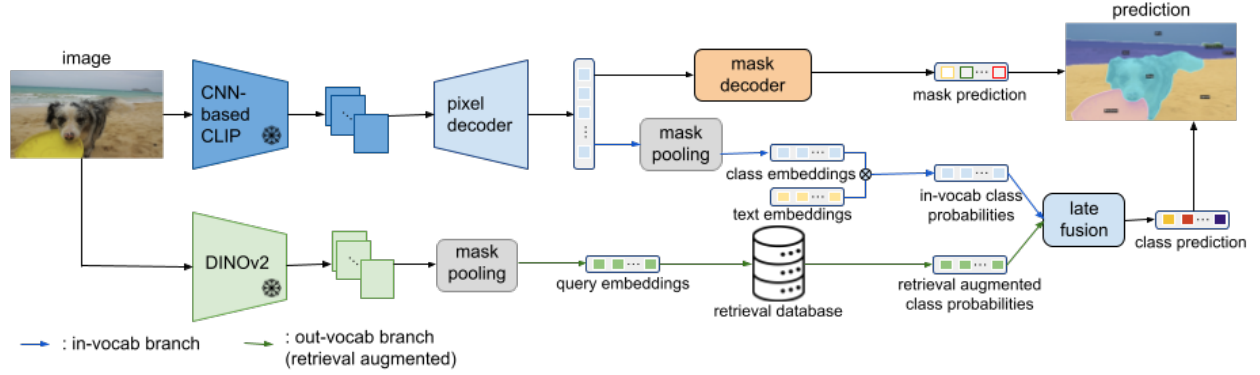 image
CNN-
based
CLIP
pixel
decoder
mask
decoder
mask prediction
prediction
mask
pooling
class embeddings
text embeddings
in-vocab class
probabilities
late
fusion
class prediction
DINOv2
mask
pooling
query embeddings
retrieval database
retrieval augmented
class probabilities
: in-vocab branch
: out-vocab branch
(retrieval augmented)